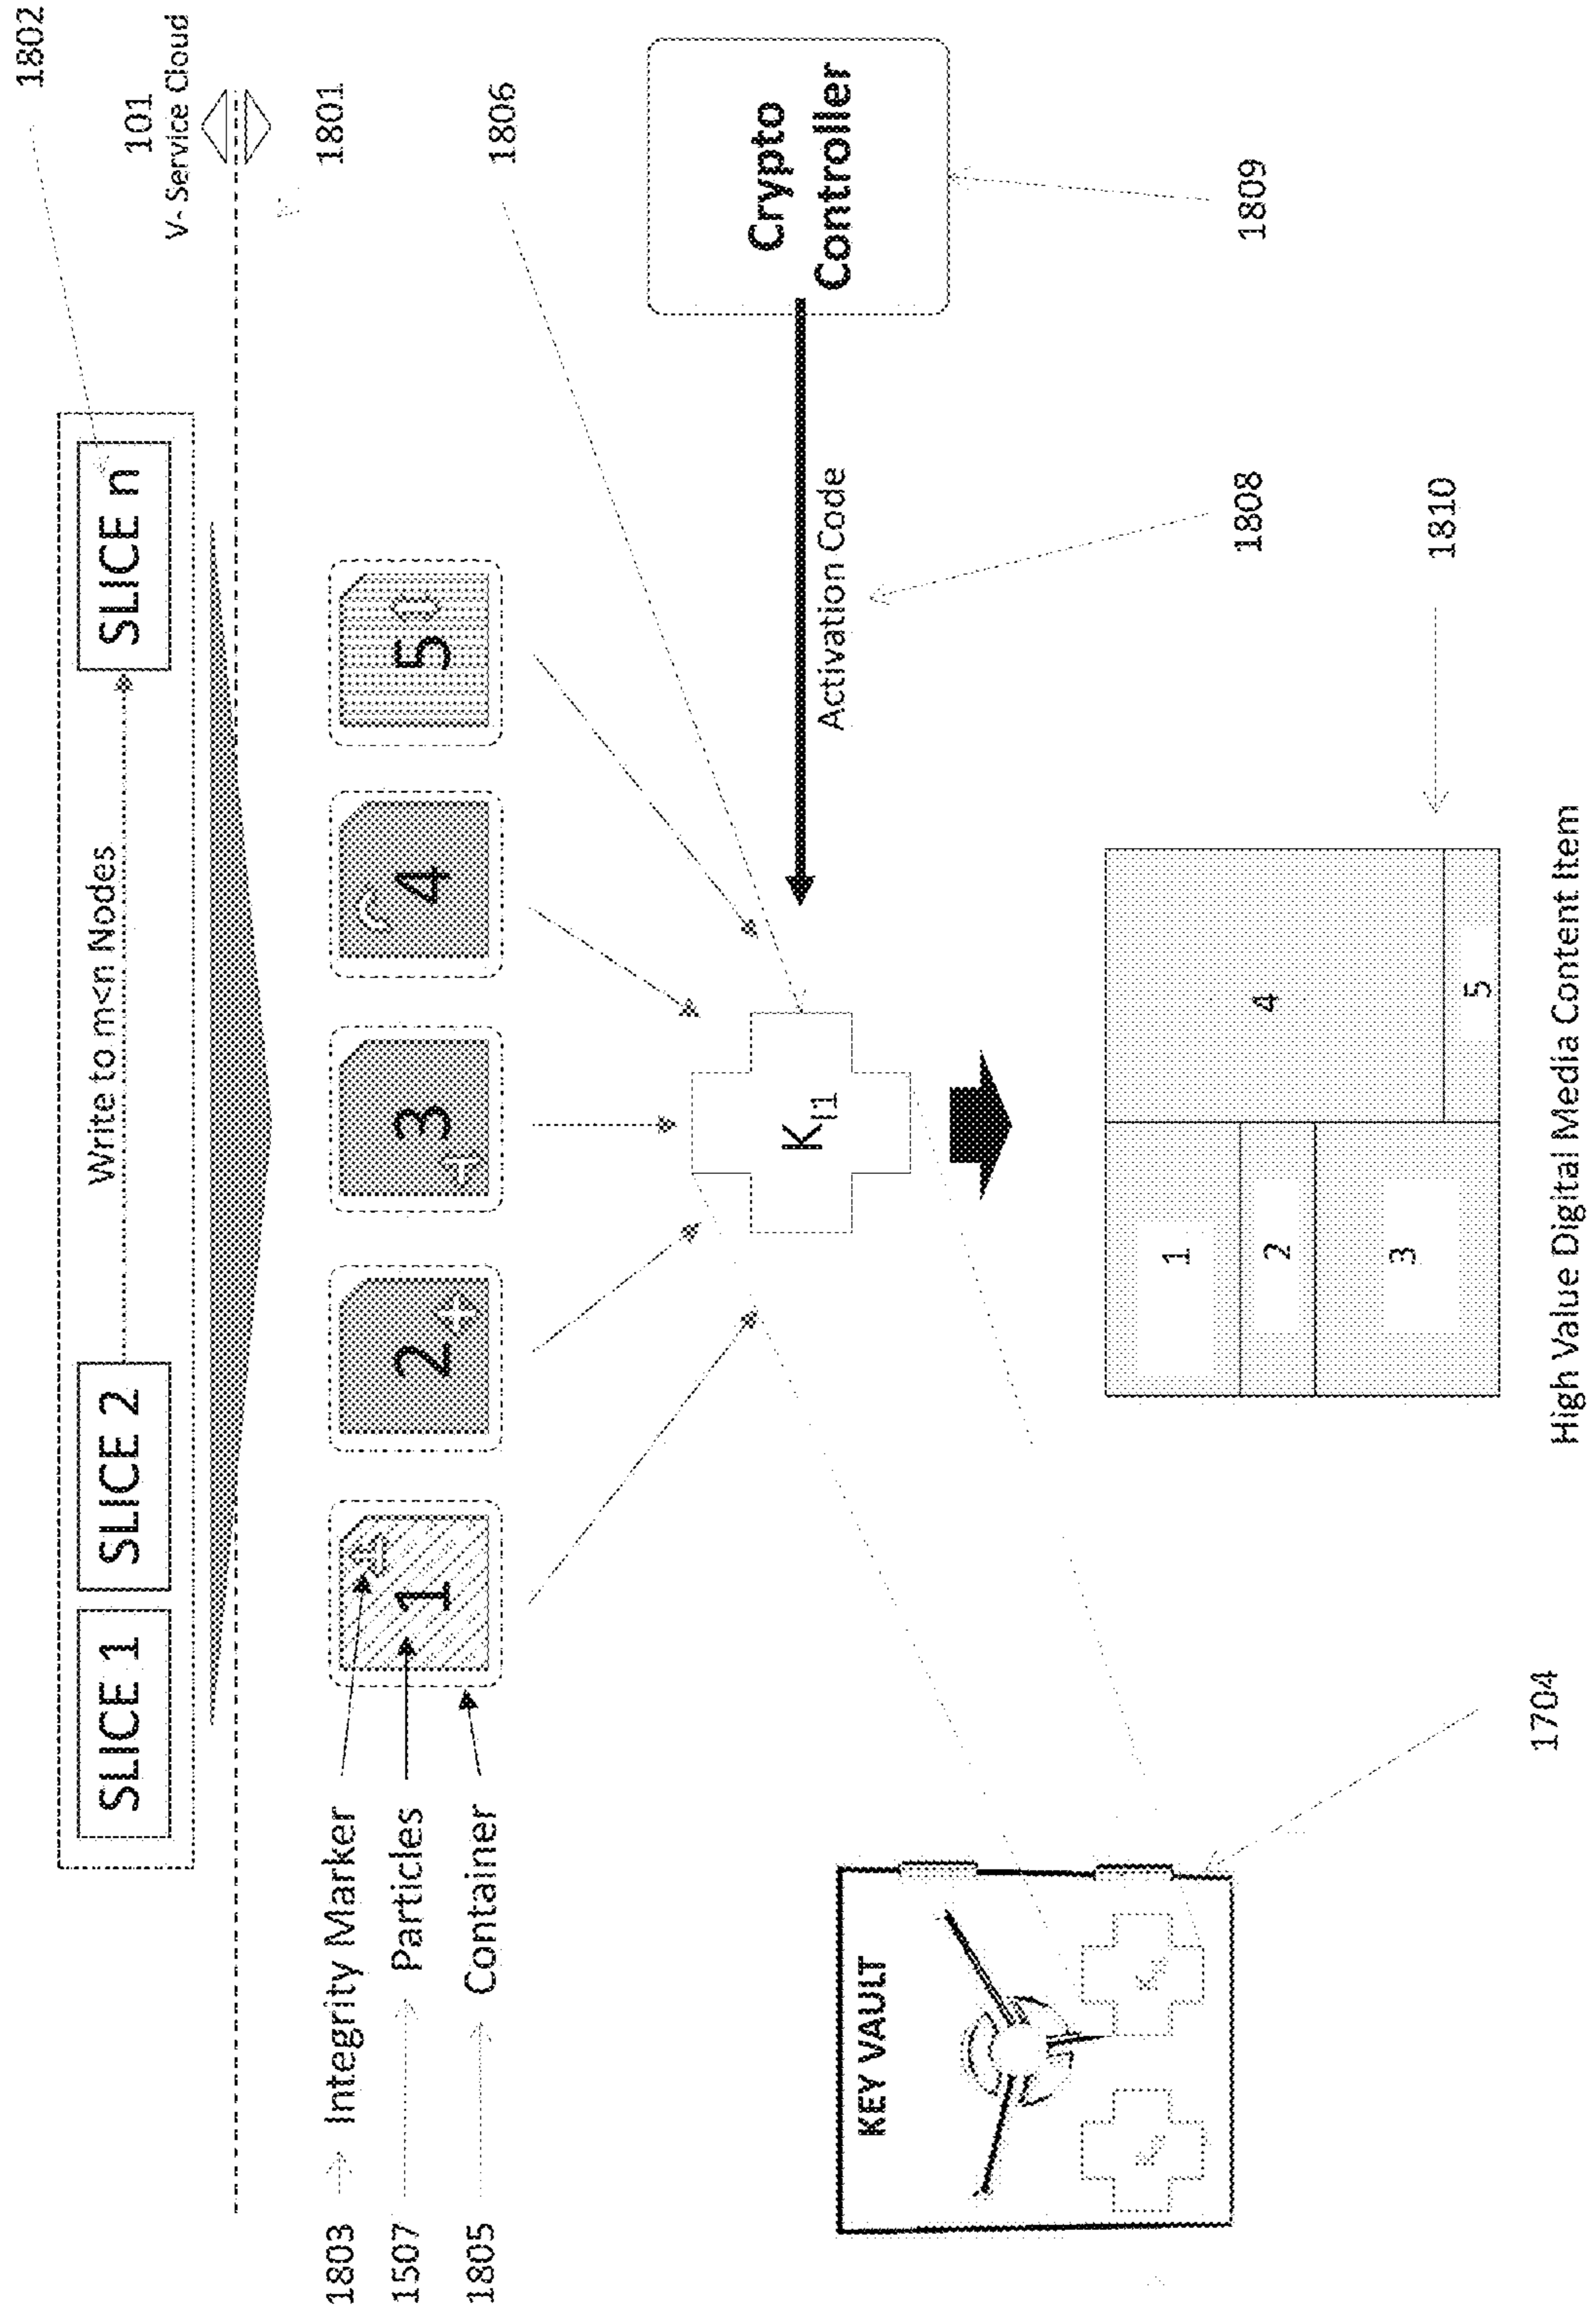 1802
101
V- Service Cloud
1801
SLICE 1
SLICE 2
Write to m<n Nodes
SLICE n
1803
Integrity Marker
1507
Particles
1805
Container
1
2
3
4
5
1806
KEY VAULT
K_{I1}
Activation Code
Crypto
Controller
1808
1809
1
2
3
4
5
1810
High Value Digital Media Content Item
1704